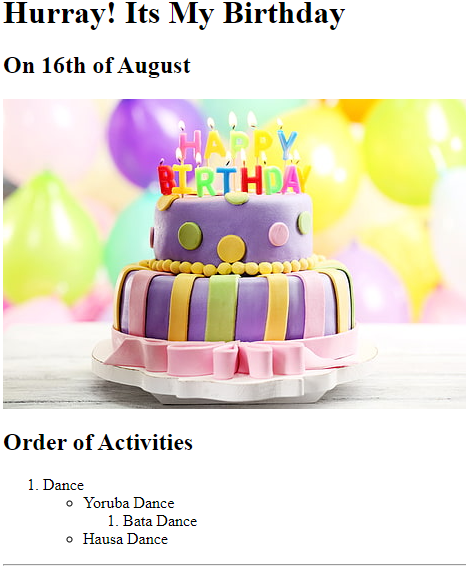 Hurray! Its My Birthday
On 16th of August
HAPPY
BIRTHDAY
Order of Activities
1. Dance
Yoruba Dance
1. Bata Dance
Hausa Dance